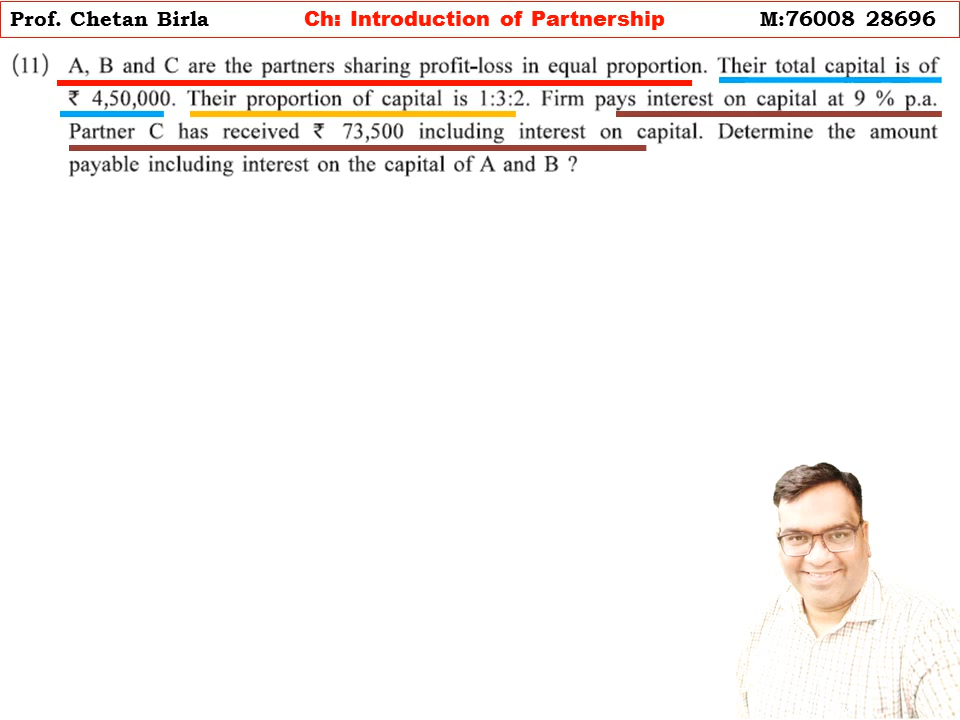 Prof. Chetan Birla Ch: Introduction of Partnership M:76008 28696
(11) A, B and C are the partners sharing profit-loss in equal proportion. Their total capital is of
₹ 4,50,000. Their proportion of capital is 1:3:2. Firm pays interest on capital at 9 % p.a.
Partner C has received ₹ 73,500 including interest on capital. Determine the amount
payable including interest on the capital of A and B ?